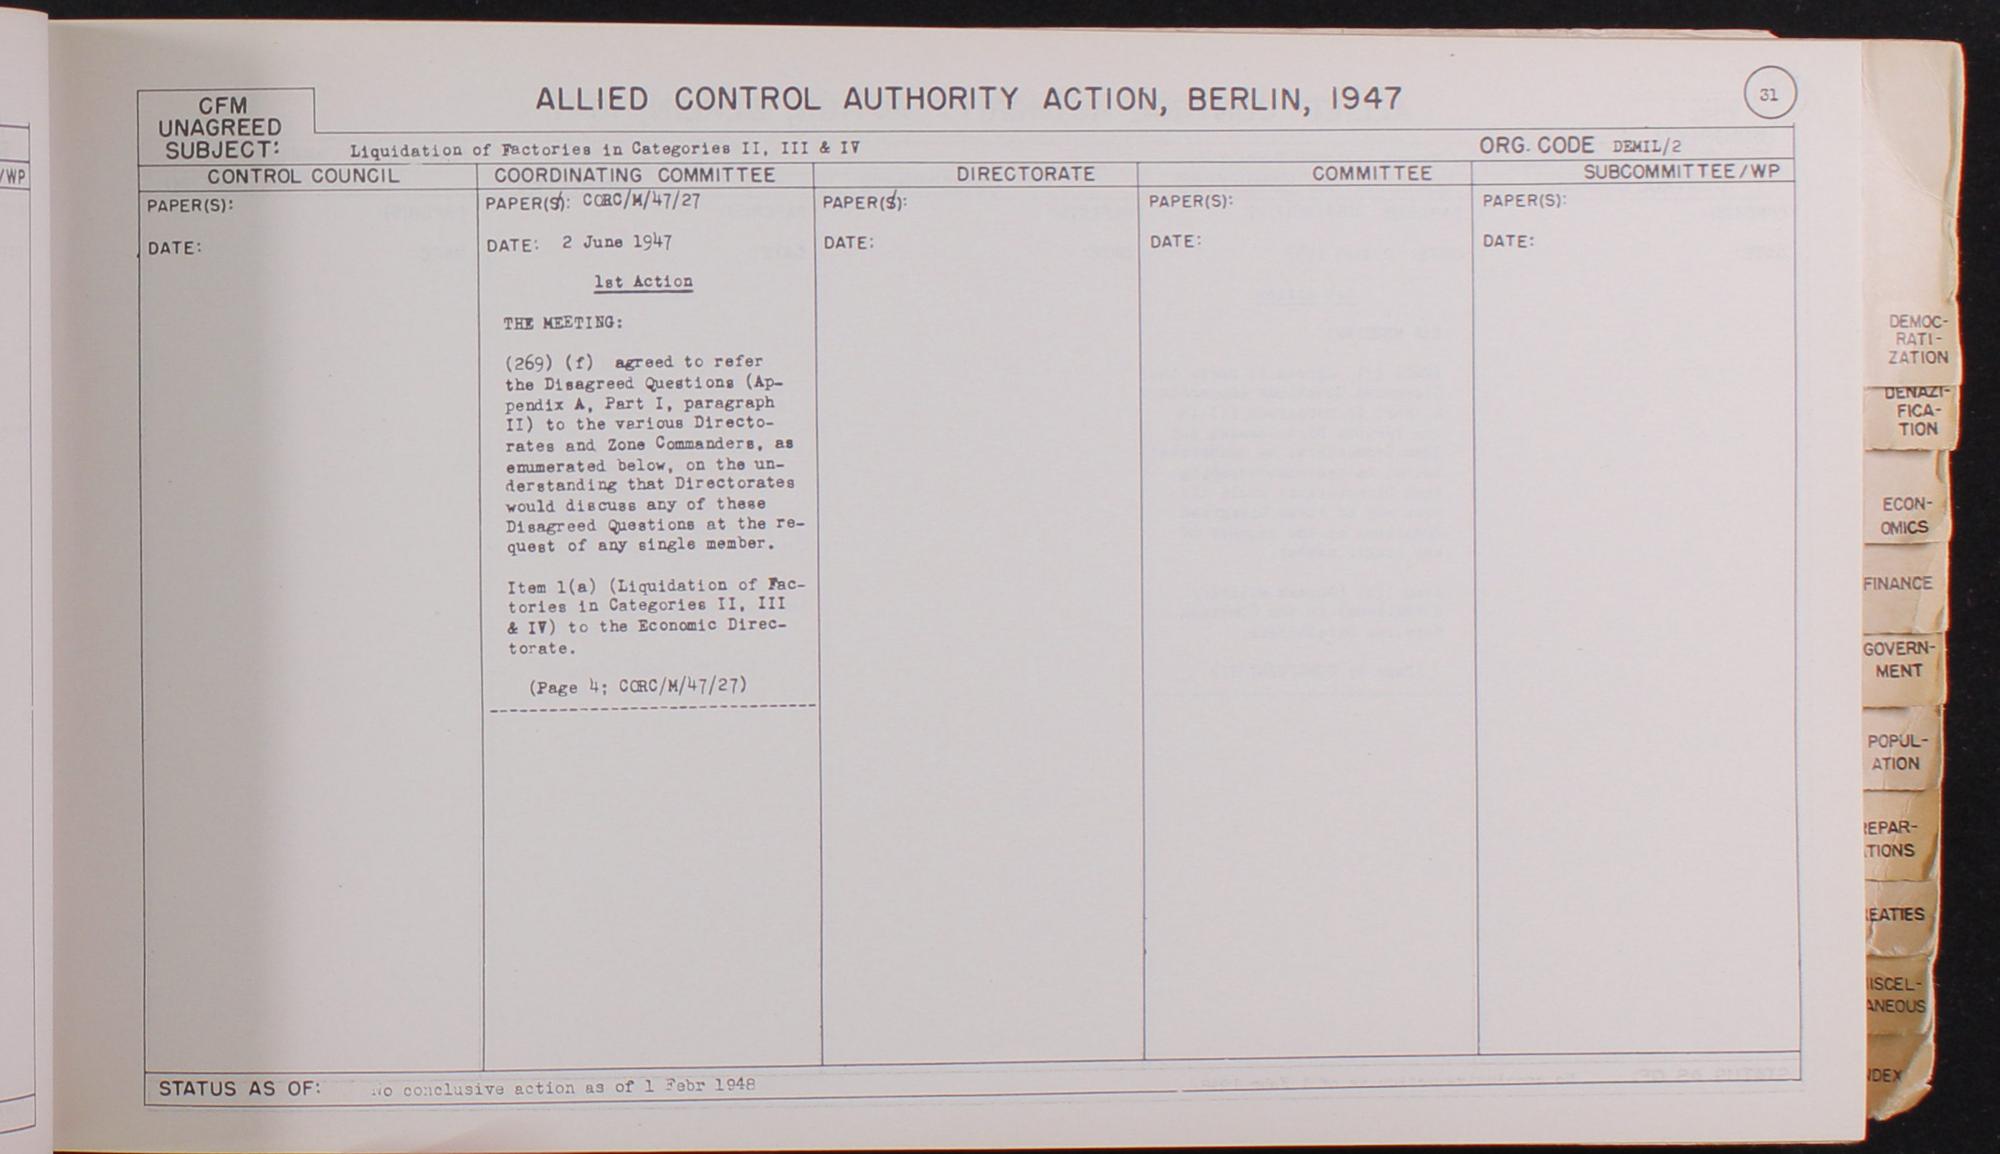 /WP
CFM
UNAGREED
SUBJECT:
ALLIED CONTROL AUTHORITY ACTION, BERLIN, 1947
31
Liquidation of Factories in Categories II, III & IV
ORG. CODE DEMIL/2
CONTROL COUNCIL
PAPER(S):
DATE:
COORDINATING COMMITTEE
PAPER(S): CORC/M/47/27
DATE: 2 June 1947
1st Action
THE MEETING:
(269) (f) agreed to refer
the Disagreed Questions (Ap-
pendix A, Part I, paragraph
II) to the various Directo-
rates and Zone Commanders, as
enumerated below, on the un-
derstanding that Directorates
would discuss any of these
Disagreed Questions at the re-
quest of any single member.
Item 1(a) (Liquidation of Fac-
tories in Categories II, III
& IV) to the Economic Direc-
torate.
(Page 4; CORC/M/47/27)
DIRECTORATE
PAPER(S):
DATE:
COMMITTEE
PAPER(S):
DATE:
SUBCOMMITTEE/WP
PAPER(S):
DATE:
STATUS AS OF: No conclusive action as of 1 Febr 1948
DEMOC-
RATI-
ZATION
DENAZI-
FICA-
TION
ECON-
OMICS
FINANCE
GOVERN-
MENT
POPUL-
ATION
REPAR-
ATIONS
EATIES
ISCEL-
ANEOUS
NDEX